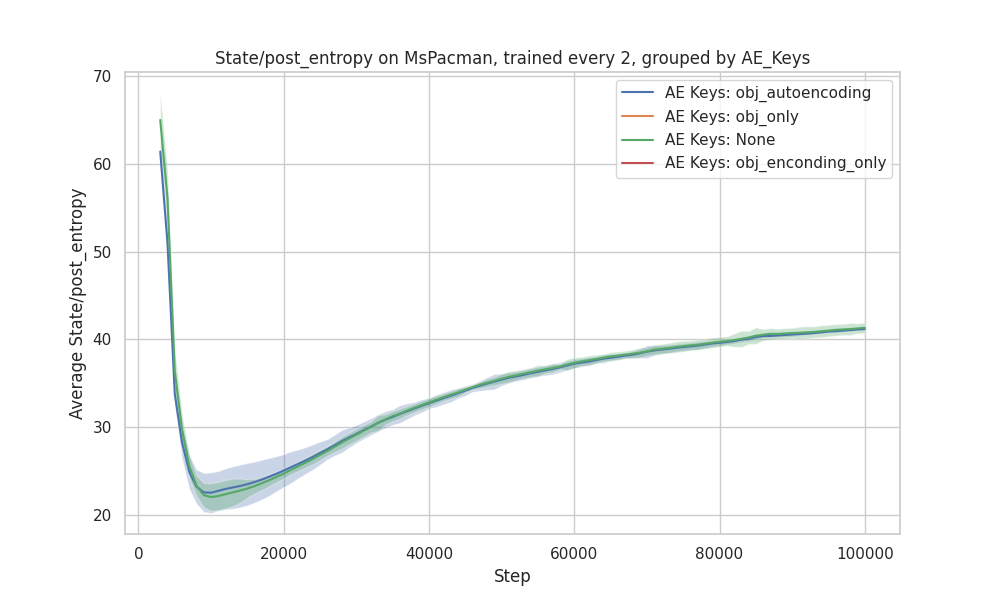 State/post_entropy on MsPacman, trained every 2, grouped by AE_Keys
70
60
50
40
30
20
Average State/post_entropy
AE Keys: obj_autoencoding
AE Keys: obj_only
AE Keys: None
AE Keys: obj_enconding_only
0
20000
40000
60000
80000
100000
Step